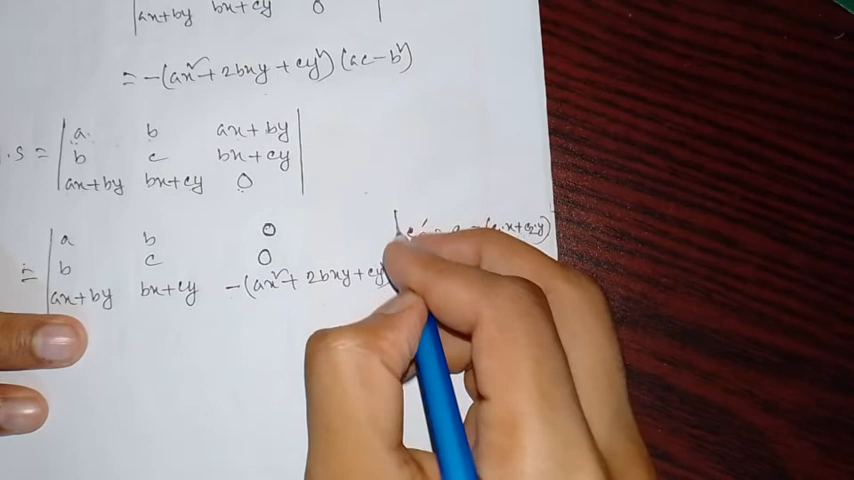 ax+by bx+cy 0
= -(ax²+2bxy+cy²)(ac-b²)
.S = | a b ax+by |
| b c bx+cy |
| ax+by bx+cy 0 |
= | a b 0
| b c 0
| ax+by bx+cy -(ax²+2bxy+cy